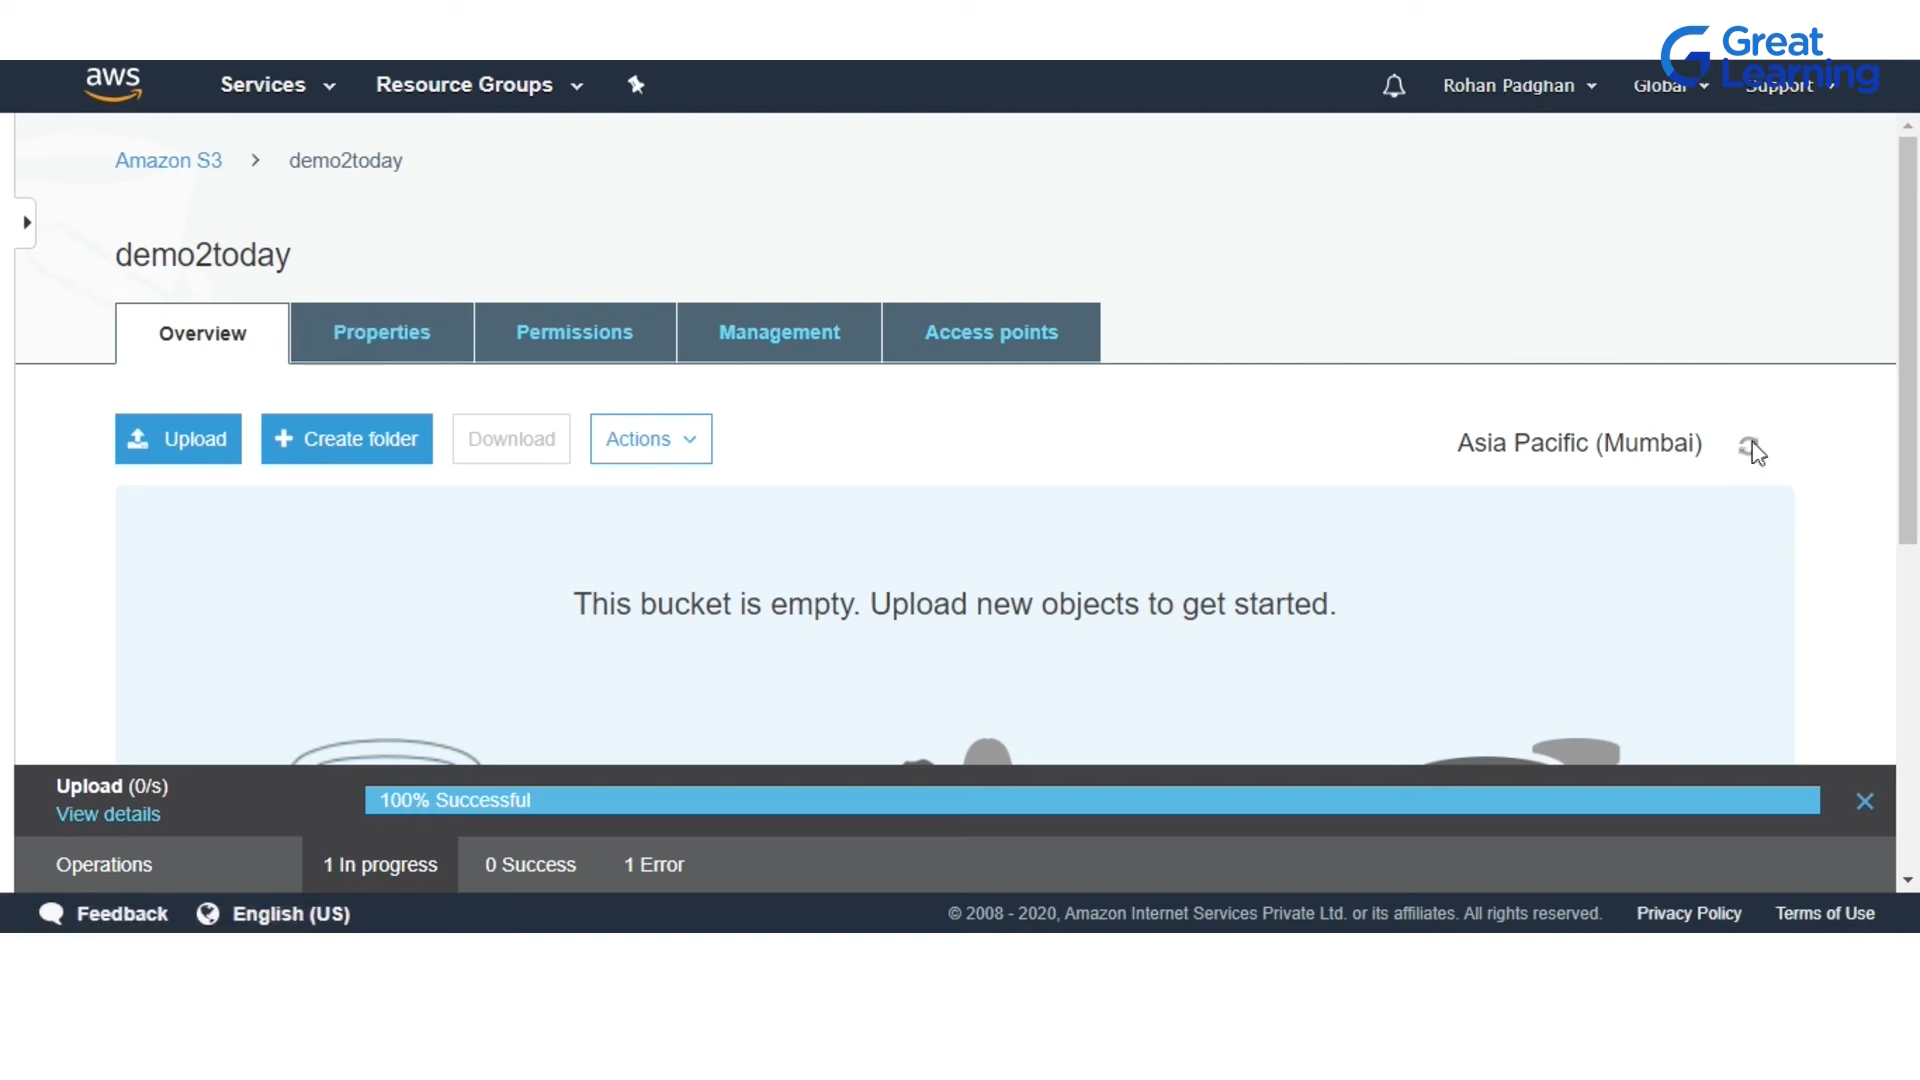 Great
Learning
aws
Services
Resource Groups
Rohan Padghan
Global
Support
Amazon S3 > demo2today
demo2today
Overview
Properties
Permissions
Management
Access points
Upload
Create folder
Download
Actions
Asia Pacific (Mumbai)
This bucket is empty. Upload new objects to get started.
Upload (0/s)
100% Successful
View details
Operations
1 In progress
0 Success
1 Error
Feedback
English (US)
© 2008 - 2020, Amazon Internet Services Private Ltd. or its affiliates. All rights reserved.
Privacy Policy
Terms of Use